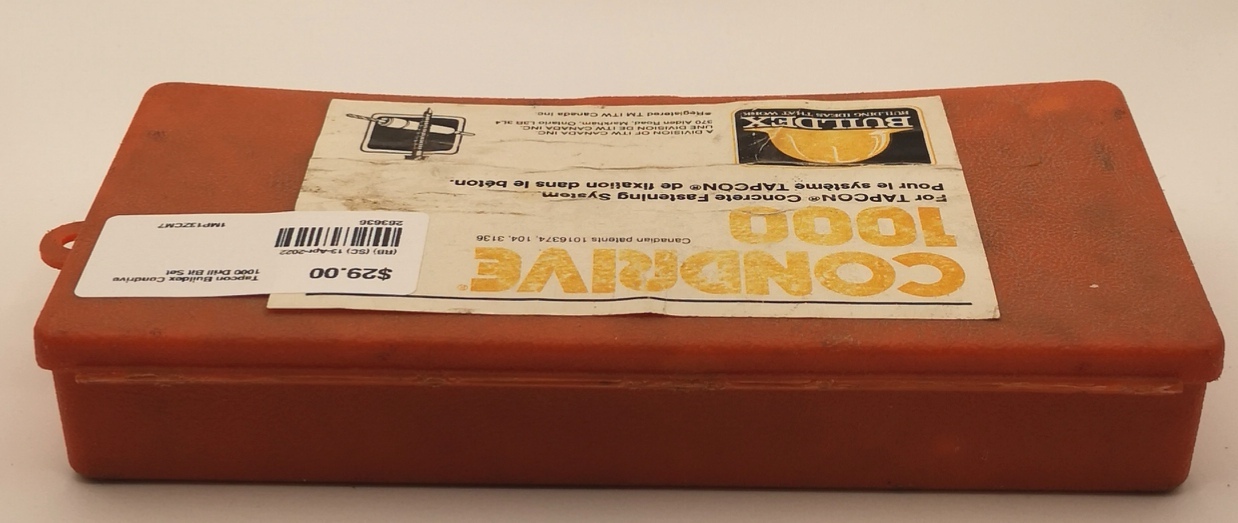 CONDRIVE®
1000
Canadian patents 1016374, 104, 3136
For TAPCON® Concrete Fastening System
Pour le système TAPCON® de fixation dans le béton.
BUILDEX
BUILDING IDEAS THAT WORK
A DIVISION OF ITW CANADA INC.
UNE DIVISION DE ITW CANADA INC.
370 Alden Road, Markham, Ontario L3R 3L4
®Registered TM ITW Canada Inc
Tapcon Buildex Condrive
1000 Drill Bit Set
$29.00
(RB) (SC) 13-Apr-2022
283636
1MP13ZCM7